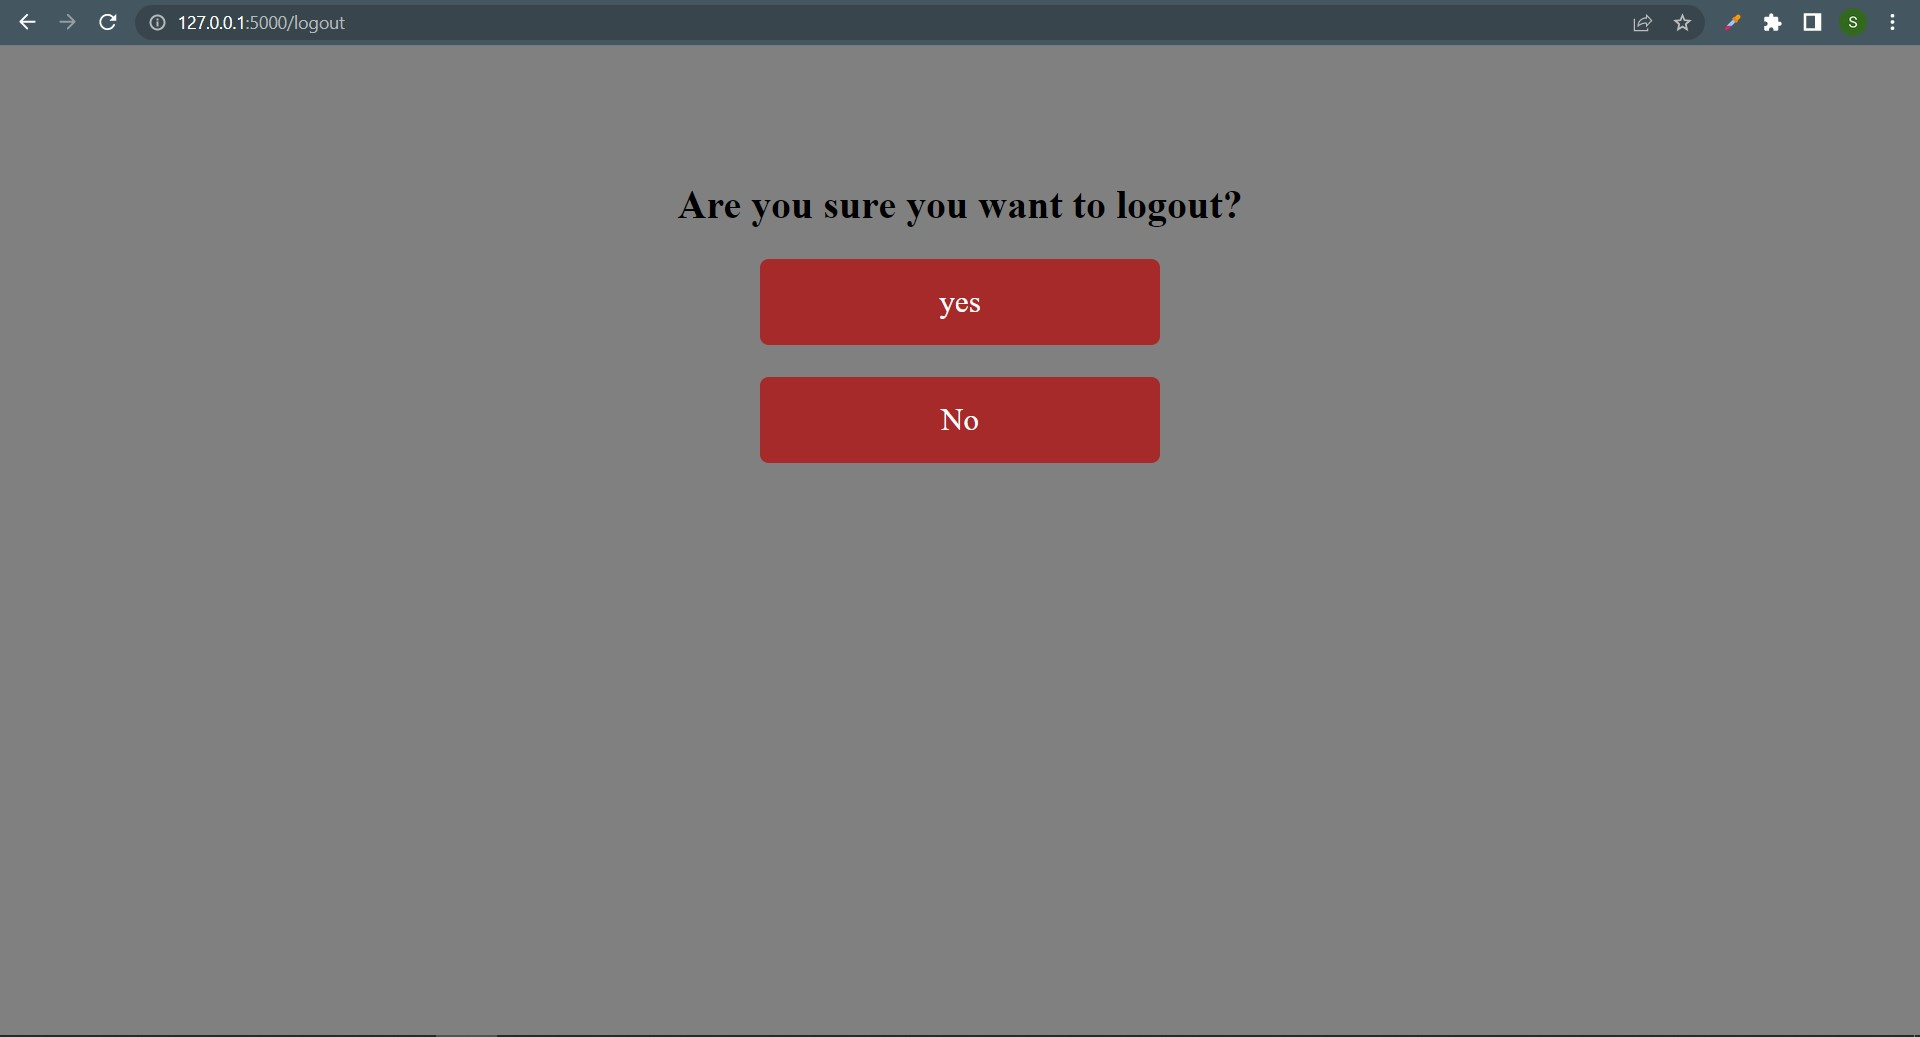 127.0.0.1:5000/logout
S
Are you sure you want to logout?
yes
No